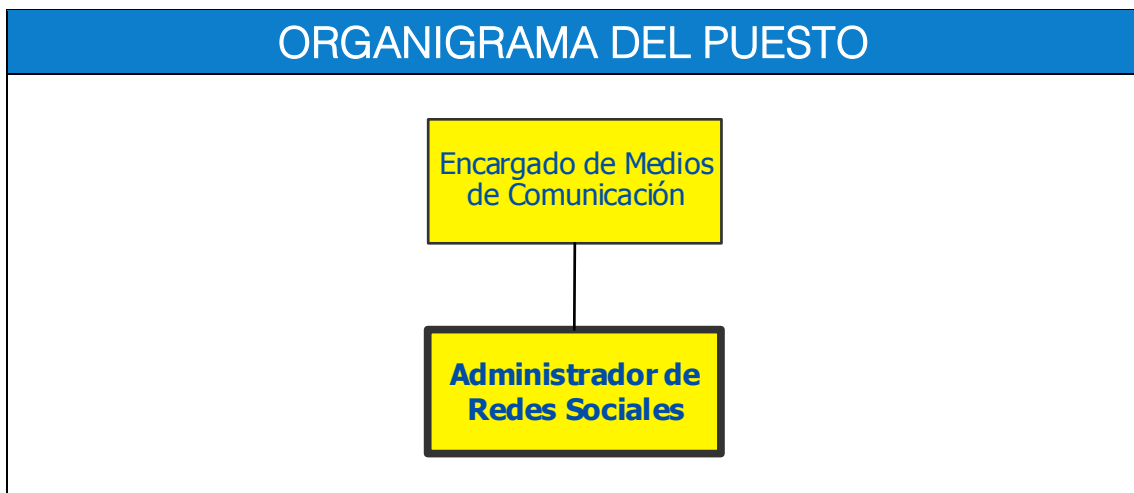 ORGANIGRAMA DEL PUESTO
Encargado de Medios
de Comunicación
Administrador de
Redes Sociales